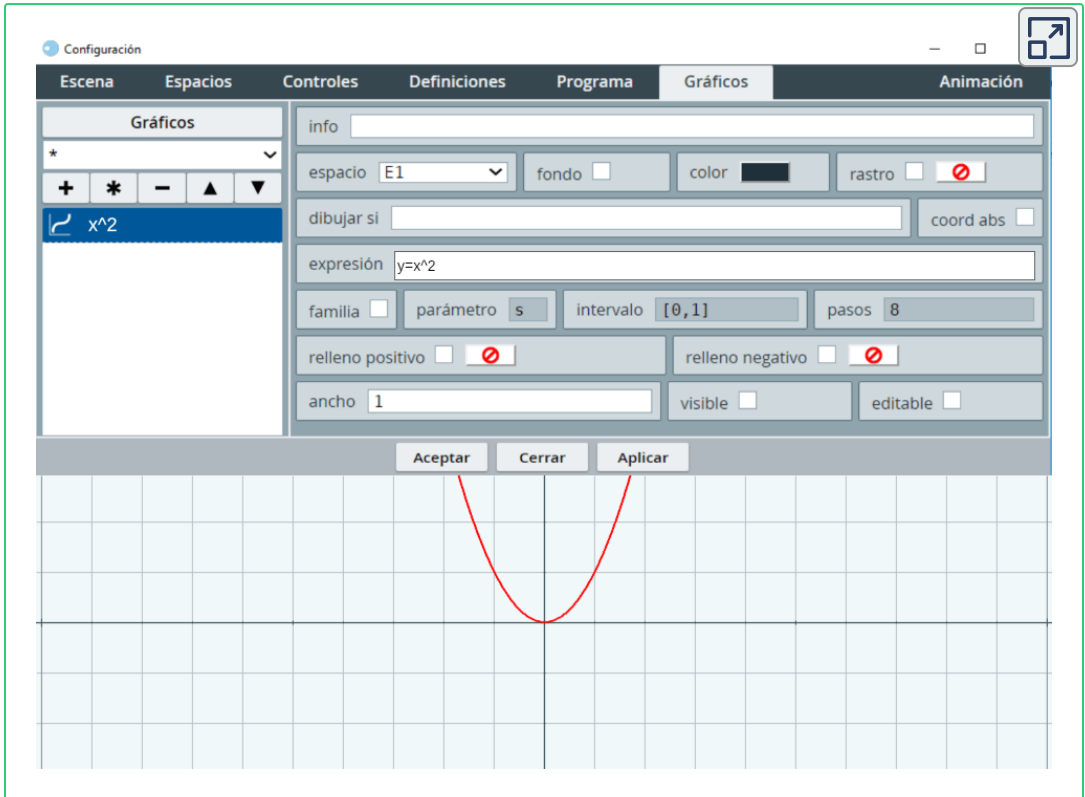 Configuración
Escena Espacios Controles Definiciones Programa Gráficos Animación
Gráficos
*
+ * − ▲ ▼
x^2
info
espacio E1 fondo color rastro
dibujar si coord abs
expresión y=x^2
familia parámetro s intervalo [0,1] pasos 8
relleno positivo relleno negativo
ancho 1 visible editable
Aceptar Cerrar Aplicar